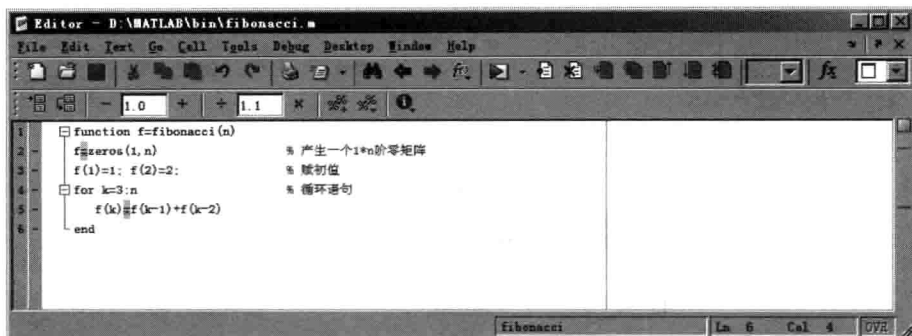 Editor - D:\MATLAB\bin\fibonacci.m
File Edit Text Go Cell Tools Debug Desktop Window Help
- 1.0 + ÷ 1.1 ×
1 function f=fibonacci(n)
2 - f=zeros(1,n) % 产生一个1*n阶零矩阵
3 - f(1)=1; f(2)=2; % 赋初值
4 - for k=3:n % 循环语句
5 - f(k)=f(k-1)+f(k-2)
6 - end
fibonacci Ln 6 Col 4 OVR